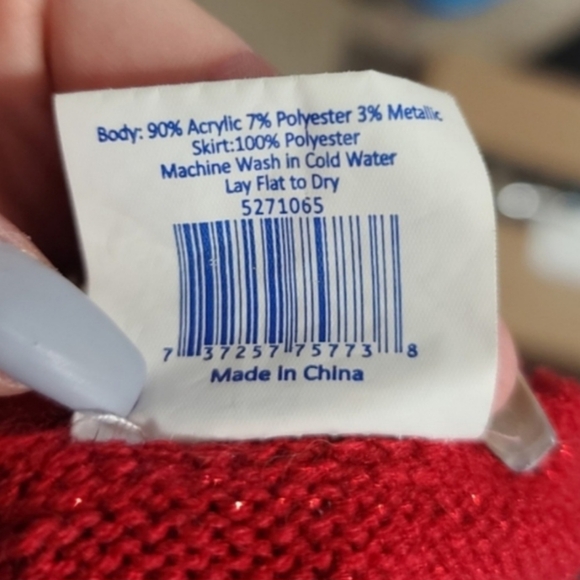 Body: 90% Acrylic 7% Polyester 3% Metallic
Skirt:100% Polyester
Machine Wash in Cold Water
Lay Flat to Dry
5271065
7 37257 75773 8
Made in China